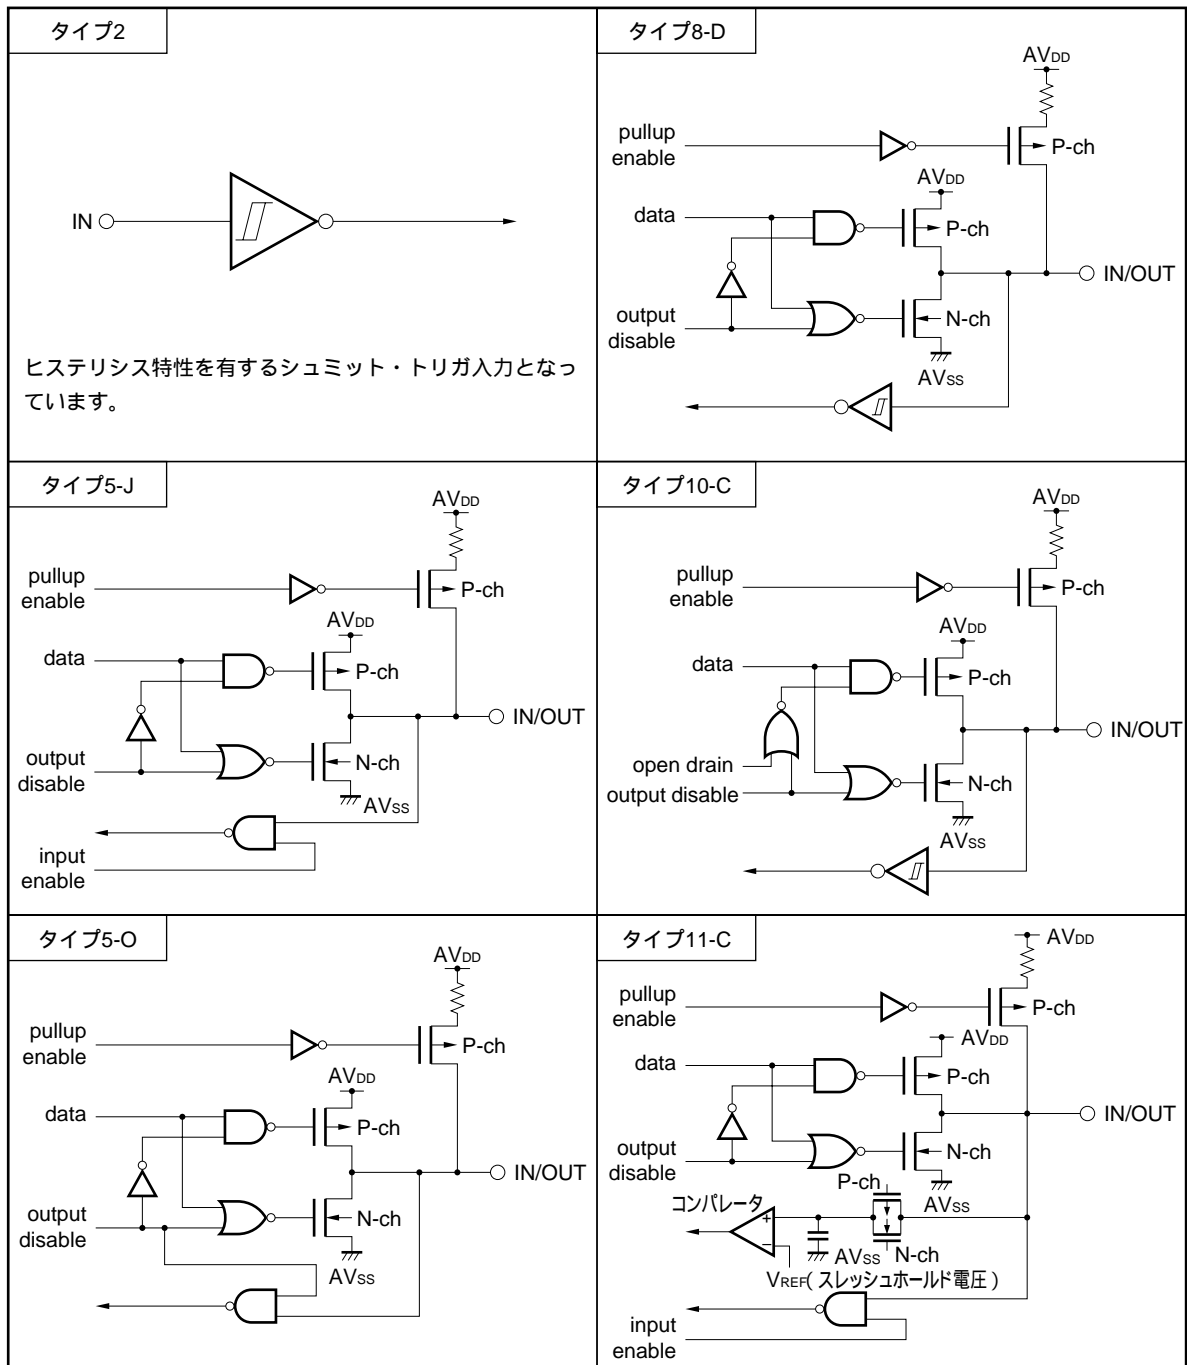 タイプ2
IN
ヒステリシス特性を有するシュミット・トリガ入力となっ
ています。
タイプ8-D
AVDD
pullup
enable
P-ch
AVDD
data
P-ch
IN/OUT
output
disable
N-ch
AVSS
タイプ5-J
AVDD
pullup
enable
P-ch
AVDD
data
P-ch
IN/OUT
output
disable
N-ch
AVSS
input
enable
タイプ10-C
AVDD
pullup
enable
P-ch
AVDD
data
P-ch
IN/OUT
open drain
output disable
N-ch
AVSS
タイプ5-O
AVDD
pullup
enable
P-ch
AVDD
data
P-ch
IN/OUT
output
disable
N-ch
AVSS
タイプ11-C
AVDD
pullup
enable
P-ch
AVDD
data
P-ch
IN/OUT
output
disable
N-ch
P-ch
AVSS
コンパレータ
+
−
AVSS
N-ch
VREF(スレッシュホールド電圧)
input
enable